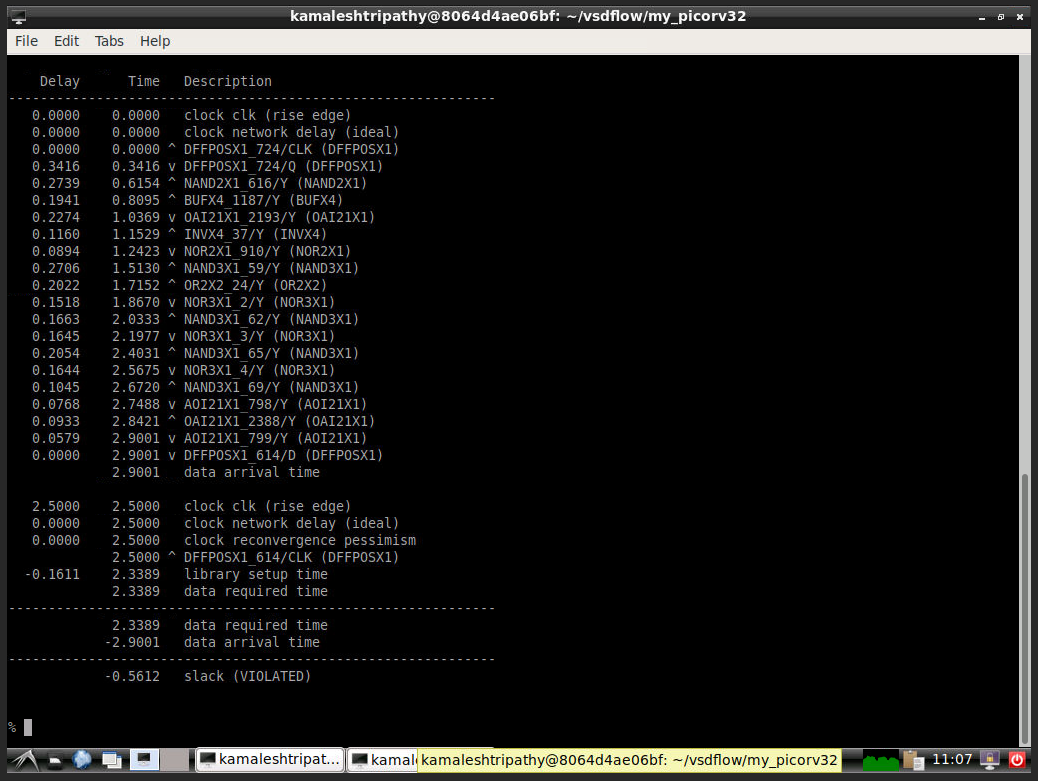 kamaleshtripathy@8064d4ae06bf: ~/vsdflow/my_picorv32
File Edit Tabs Help
Delay Time Description
---------------------------------------------------------------
0.0000 0.0000 clock clk (rise edge)
0.0000 0.0000 clock network delay (ideal)
0.0000 0.0000 ^ DFFPOSX1_724/CLK (DFFPOSX1)
0.3416 0.3416 v DFFPOSX1_724/Q (DFFPOSX1)
0.2739 0.6154 ^ NAND2X1_616/Y (NAND2X1)
0.1941 0.8095 ^ BUFX4_1187/Y (BUFX4)
0.2274 1.0369 v OAI21X1_2193/Y (OAI21X1)
0.1160 1.1529 ^ INVX4_37/Y (INVX4)
0.0894 1.2423 v NOR2X1_910/Y (NOR2X1)
0.2706 1.5130 ^ NAND3X1_59/Y (NAND3X1)
0.2022 1.7152 ^ OR2X2_24/Y (OR2X2)
0.1518 1.8670 v NOR3X1_2/Y (NOR3X1)
0.1663 2.0333 ^ NAND3X1_62/Y (NAND3X1)
0.1645 2.1977 v NOR3X1_3/Y (NOR3X1)
0.2054 2.4031 ^ NAND3X1_65/Y (NAND3X1)
0.1644 2.5675 v NOR3X1_4/Y (NOR3X1)
0.1045 2.6720 ^ NAND3X1_69/Y (NAND3X1)
0.0768 2.7488 v AOI21X1_798/Y (AOI21X1)
0.0933 2.8421 ^ OAI21X1_2388/Y (OAI21X1)
0.0579 2.9001 v AOI21X1_799/Y (AOI21X1)
0.0000 2.9001 v DFFPOSX1_614/D (DFFPOSX1)
2.9001 data arrival time
2.5000 2.5000 clock clk (rise edge)
0.0000 2.5000 clock network delay (ideal)
0.0000 2.5000 clock reconvergence pessimism
2.5000 ^ DFFPOSX1_614/CLK (DFFPOSX1)
-0.1611 2.3389 library setup time
2.3389 data required time
---------------------------------------------------------------
2.3389 data required time
-2.9001 data arrival time
---------------------------------------------------------------
-0.5612 slack (VIOLATED)
%
kamaleshtripat... kamal kamaleshtripathy@8064d4ae06bf: ~/vsdflow/my_picorv32 11:07